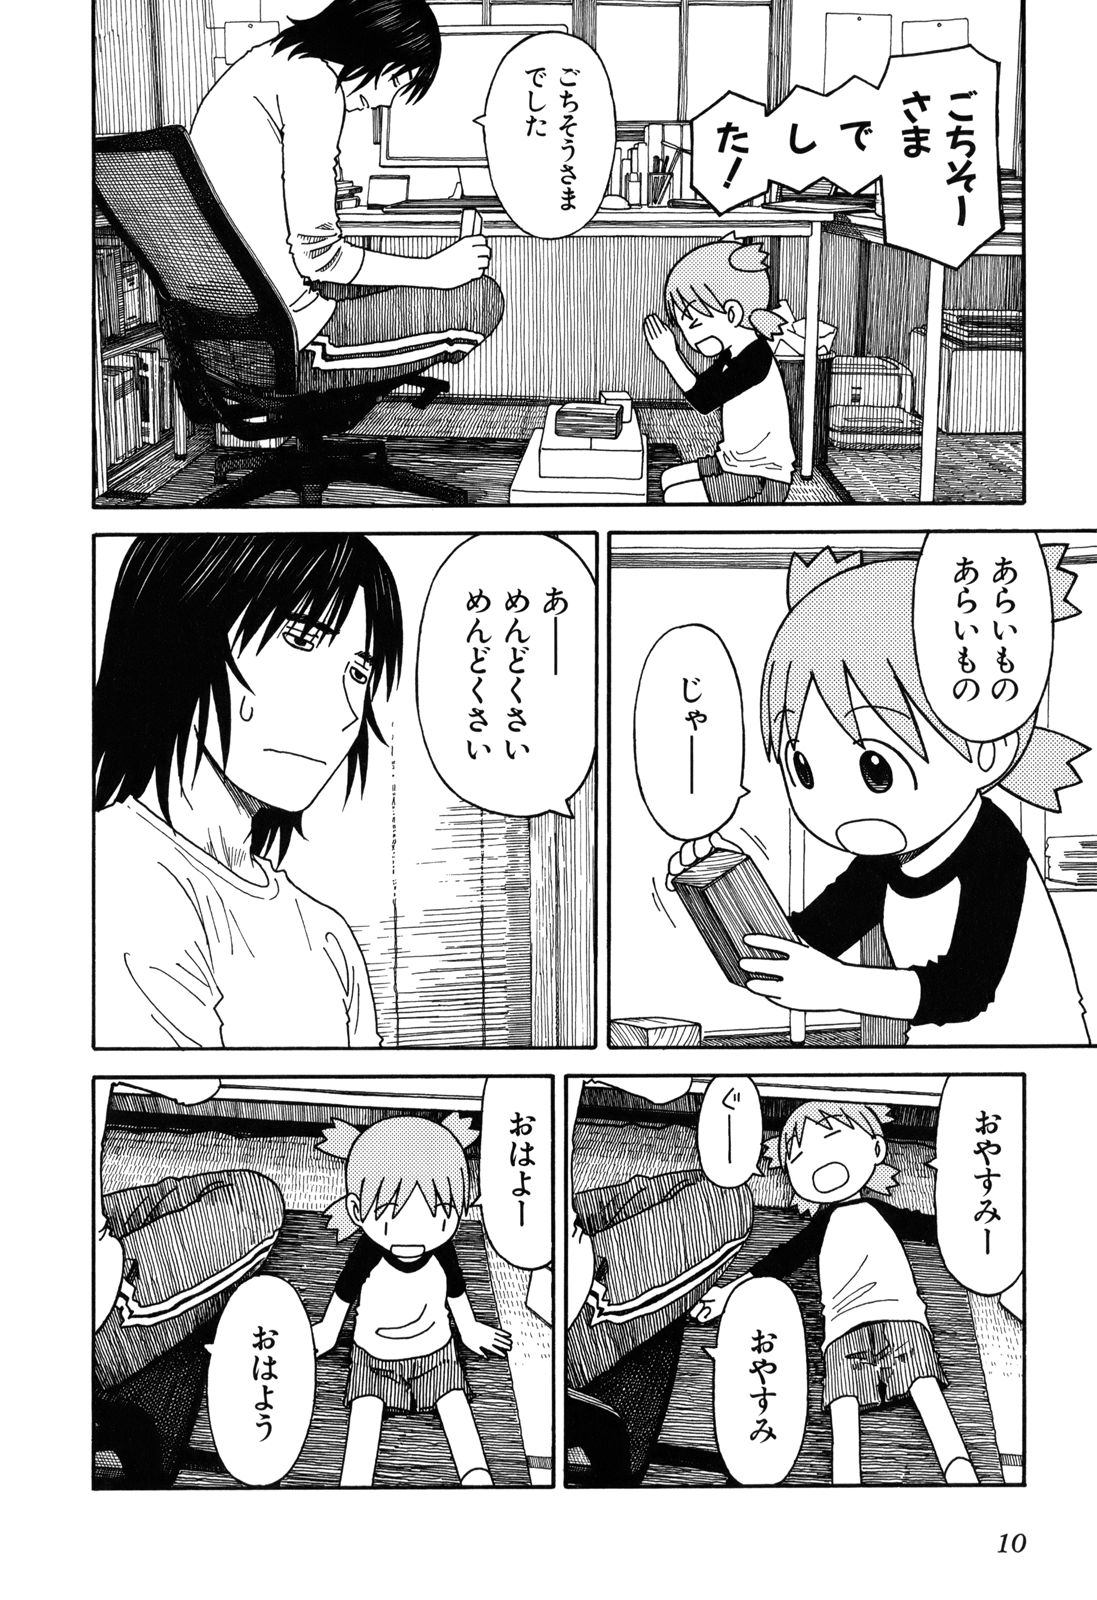 ごちそー
さま
で
し
た！
ごちそうさま
でした
あらいもの
あらいもの
じゃー
あー
めんどくさい
めんどくさい
おやすみー
ぐー
おやすみ
おはよー
おはよう
10